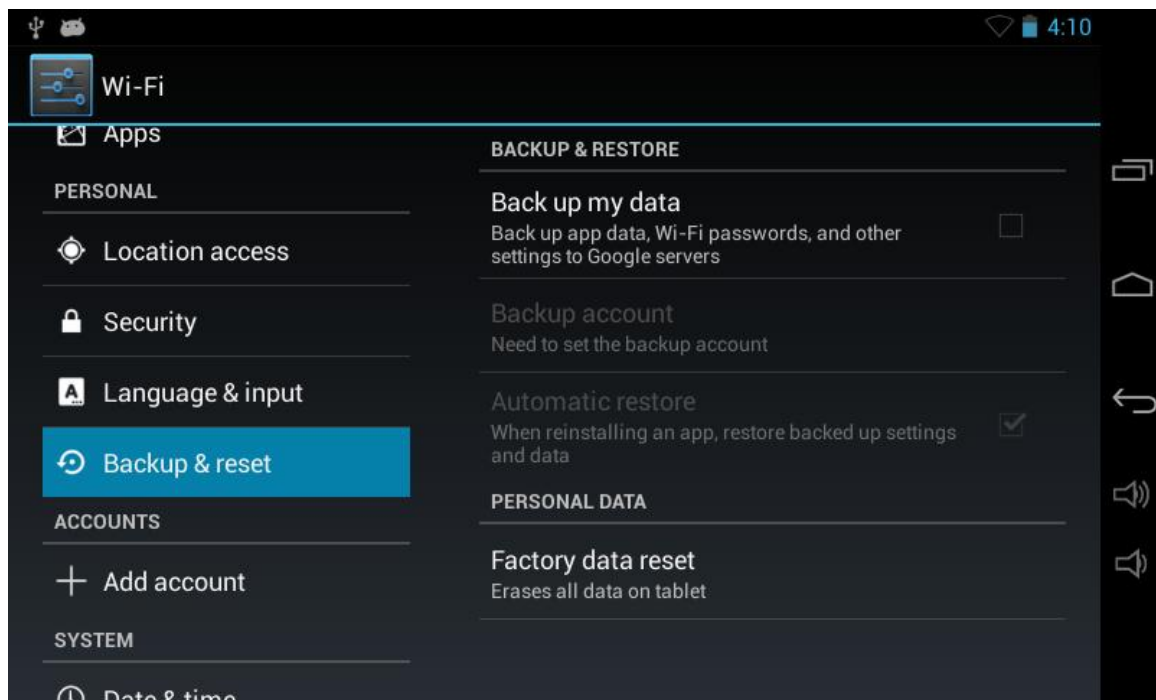 4:10
Wi-Fi
Apps
PERSONAL
Location access
Security
Language & input
Backup & reset
ACCOUNTS
Add account
SYSTEM
Date & time
BACKUP & RESTORE
Back up my data
Back up app data, Wi-Fi passwords, and other
settings to Google servers
Backup account
Need to set the backup account
Automatic restore
When reinstalling an app, restore backed up settings
and data
PERSONAL DATA
Factory data reset
Erases all data on tablet